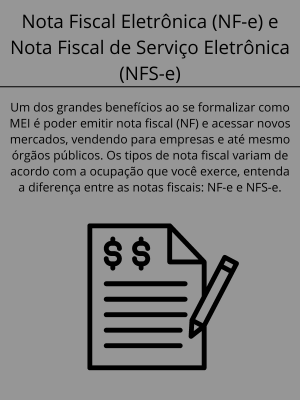 Nota Fiscal Eletrônica (NF-e) e
Nota Fiscal de Serviço Eletrônica
(NFS-e)
Um dos grandes benefícios ao se formalizar como
MEI é poder emitir nota fiscal (NF) e acessar novos
mercados, vendendo para empresas e até mesmo
órgãos públicos. Os tipos de nota fiscal variam de
acordo com a ocupação que você exerce, entenda
a diferença entre as notas fiscais: NF-e e NFS-e.
$ $